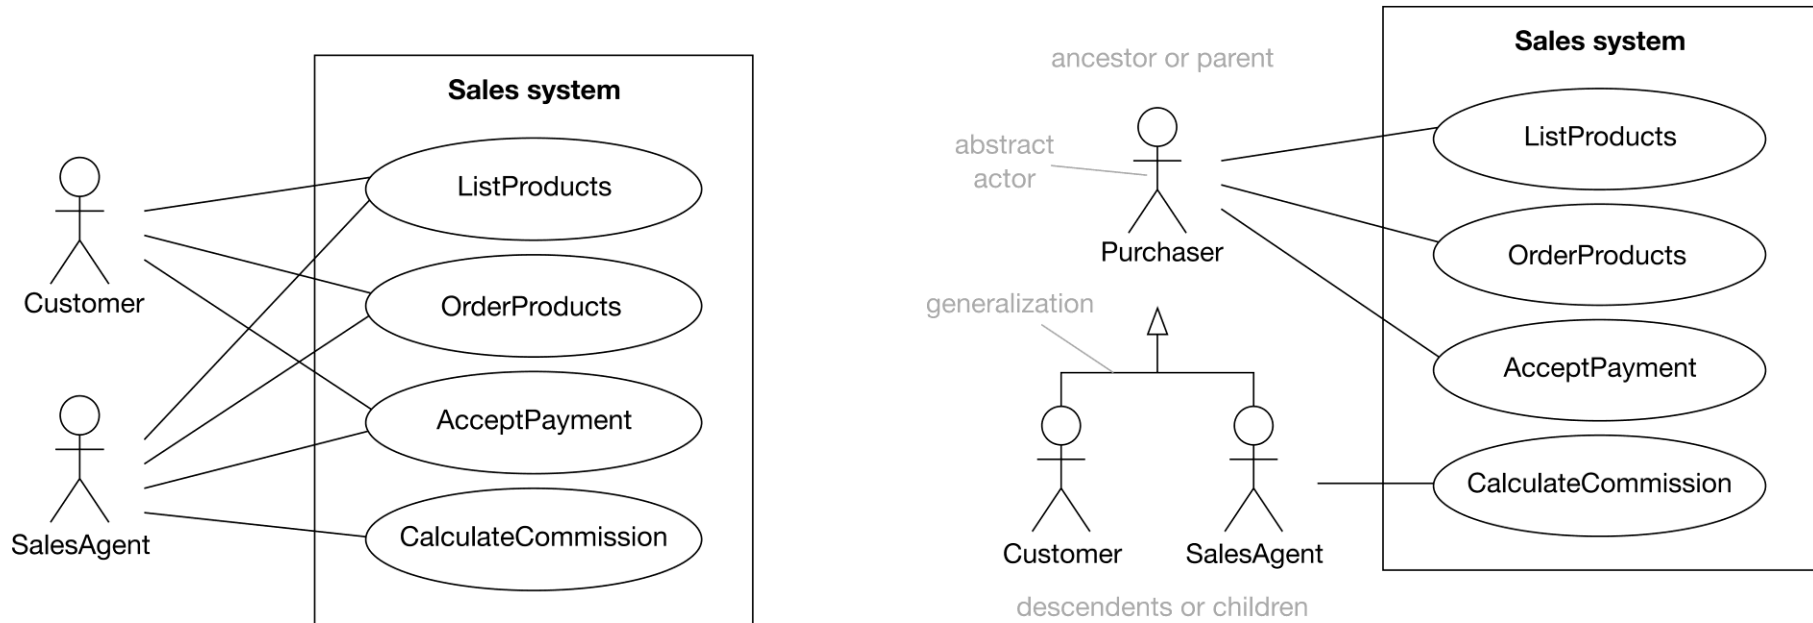 Sales system
ListProducts
Customer
OrderProducts
AcceptPayment
SalesAgent
CalculateCommission
ancestor or parent
Sales system
abstract
actor
ListProducts
Purchaser
OrderProducts
generalization
AcceptPayment
CalculateCommission
Customer
SalesAgent
descendents or children